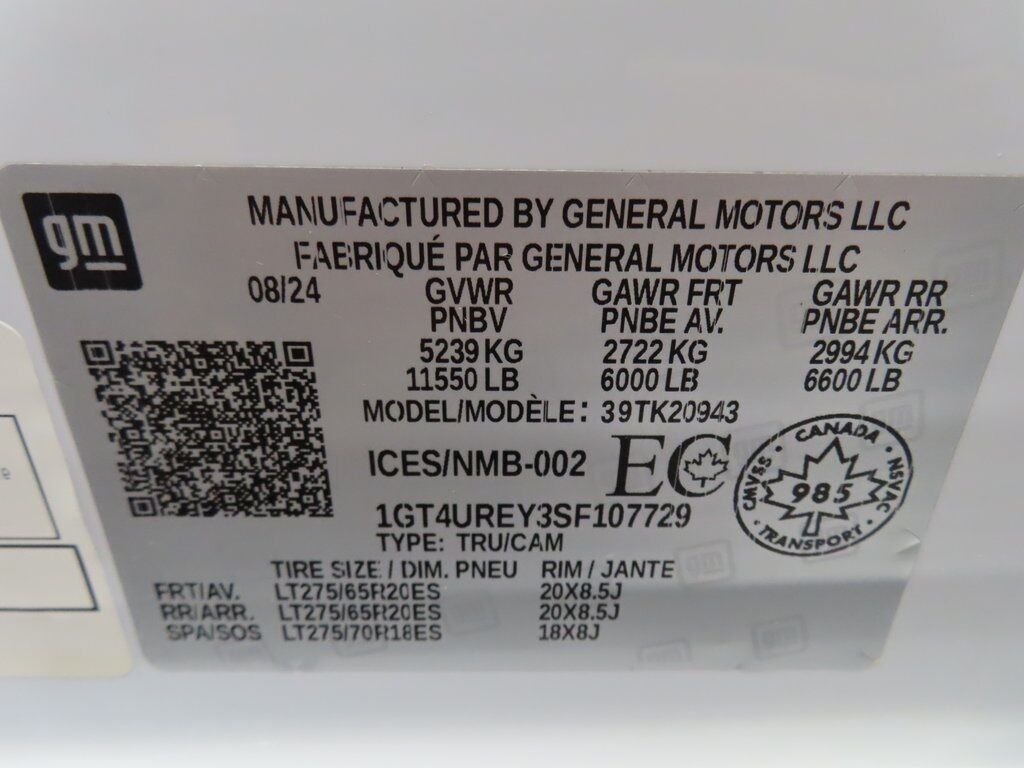 gm
MANUFACTURED BY GENERAL MOTORS LLC
FABRIQUÉ PAR GENERAL MOTORS LLC
08/24 GVWR GAWR FRT GAWR RR
PNBV PNBE AV. PNBE ARR.
5239 KG 2722 KG 2994 KG
11550 LB 6000 LB 6600 LB
MODEL/MODÈLE: 39TK20943
ICES/NMB-002 EC
CANADA
CMVSS 985 NSVAC
TRANSPORT
1GT4UREY3SF107729
TYPE: TRU/CAM
TIRE SIZE / DIM. PNEU RIM / JANTE
FRT/AV. LT275/65R20ES 20X8.5J
RR/ARR. LT275/65R20ES 20X8.5J
SPA/SOS LT275/70R18ES 18X8J